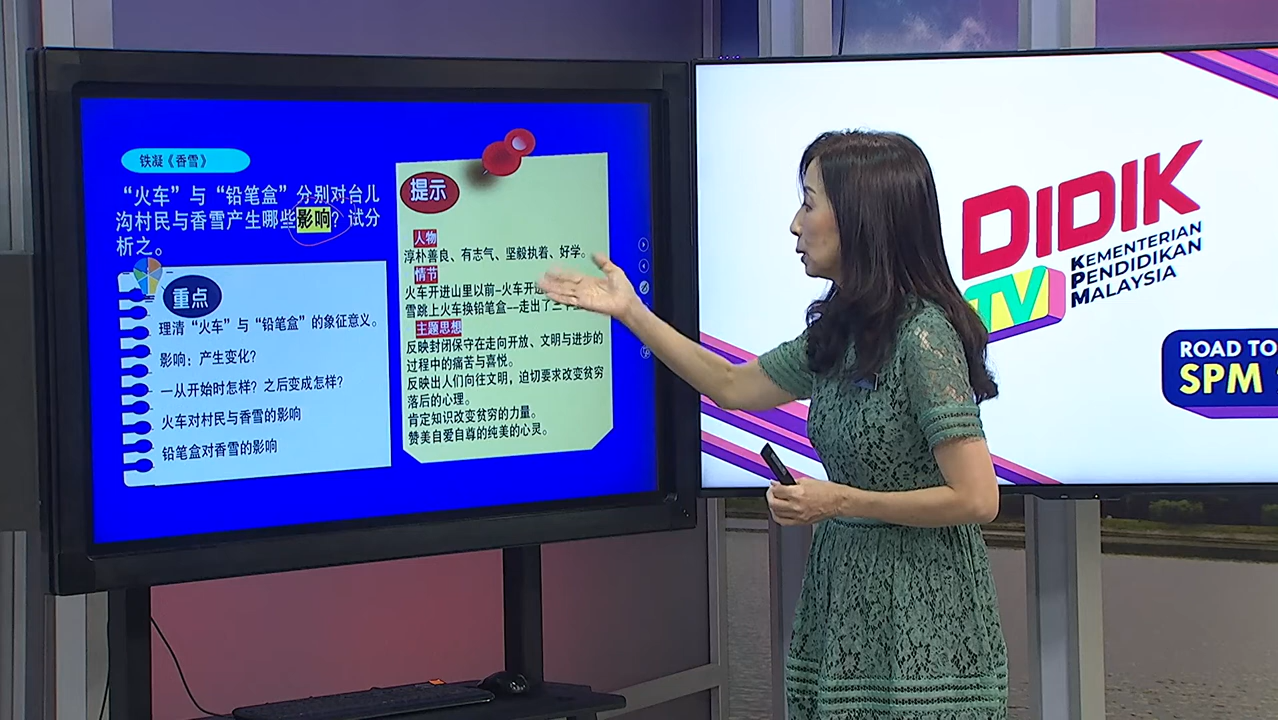 铁凝《香雪》
“火车”与“铅笔盒”分别对台儿
沟村民与香雪产生哪些影响？试分
析之。
重点
理清“火车”与“铅笔盒”的象征意义。
影响：产生变化？
—从开始时怎样？之后变成怎样？
火车对村民与香雪的影响
铅笔盒对香雪的影响
提示
人物
淳朴善良、有志气、坚毅执着、好学。
情节
火车开进山里以前–火车开进
雪跳上火车换铅笔盒––走出了
主题思想
反映封闭保守在走向开放、文明与进步的
过程中的痛苦与喜悦。
反映出人们向往文明，迫切要求改变贫穷
落后的心理。
肯定知识改变贫穷的力量。
赞美自爱自尊的纯美的心灵。
DIDIK
TV
KEMENTERIAN
PENDIDIKAN
MALAYSIA
ROAD TO
SPM